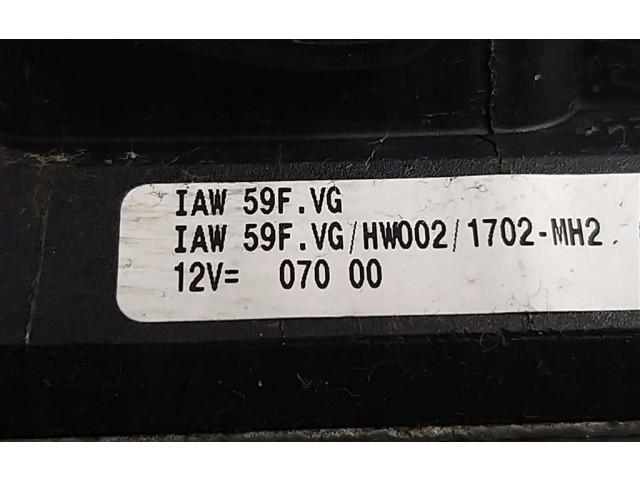 IAW 59F.VG
IAW 59F.VG/HW002/1702-MH2
12V= 070 00